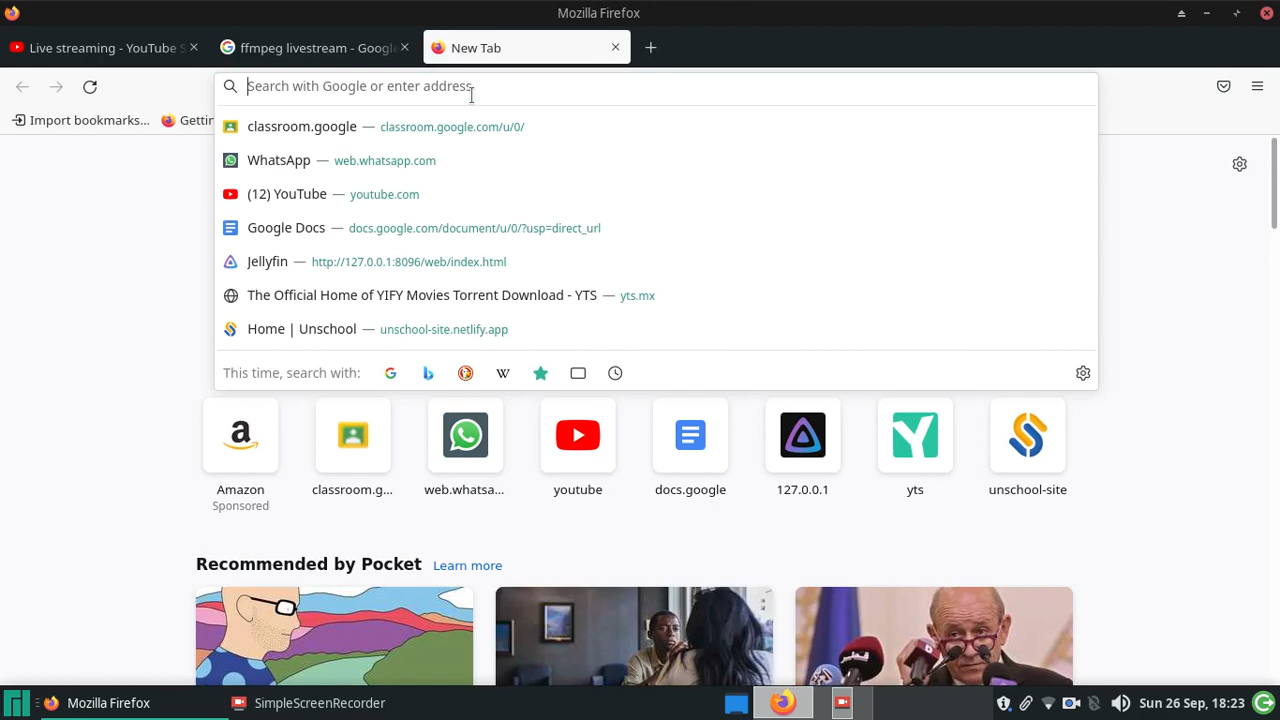 Mozilla Firefox
Live streaming - YouTube S
ffmpeg livestream - Google
New Tab
Search with Google or enter address
Import bookmarks...
Gettin
classroom.google — classroom.google.com/u/0/
WhatsApp — web.whatsapp.com
(12) YouTube — youtube.com
Google Docs — docs.google.com/document/u/0/?usp=direct_url
Jellyfin — http://127.0.0.1:8096/web/index.html
The Official Home of YIFY Movies Torrent Download - YTS — yts.mx
Home | Unschool — unschool-site.netlify.app
This time, search with:
Amazon
Sponsored
classroom.g...
web.whatsa...
youtube
docs.google
127.0.0.1
yts
unschool-site
Recommended by Pocket Learn more
Mozilla Firefox
SimpleScreenRecorder
Sun 26 Sep, 18:23